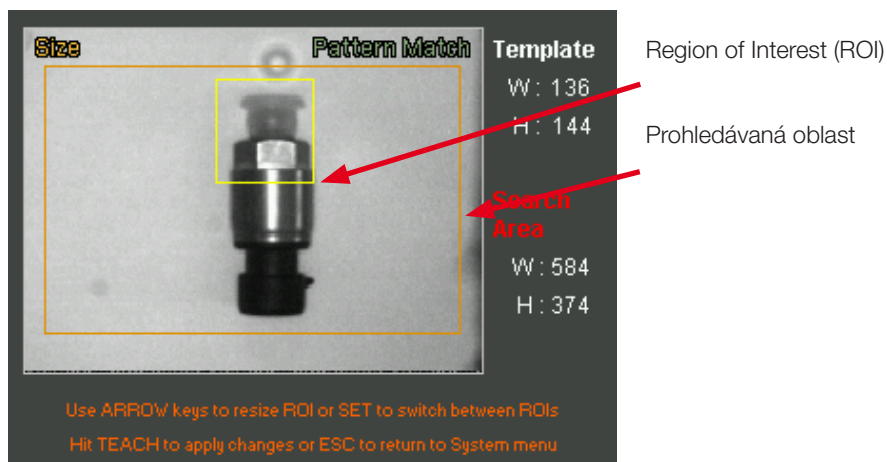 Size
Pattern Match
Template
W : 136
H : 144
Search
Area
W : 584
H : 374
Use ARROW keys to resize ROI or SET to switch between ROIs
Hit TEACH to apply changes or ESC to return to System menu
Region of Interest (ROI)
Prohledávaná oblast